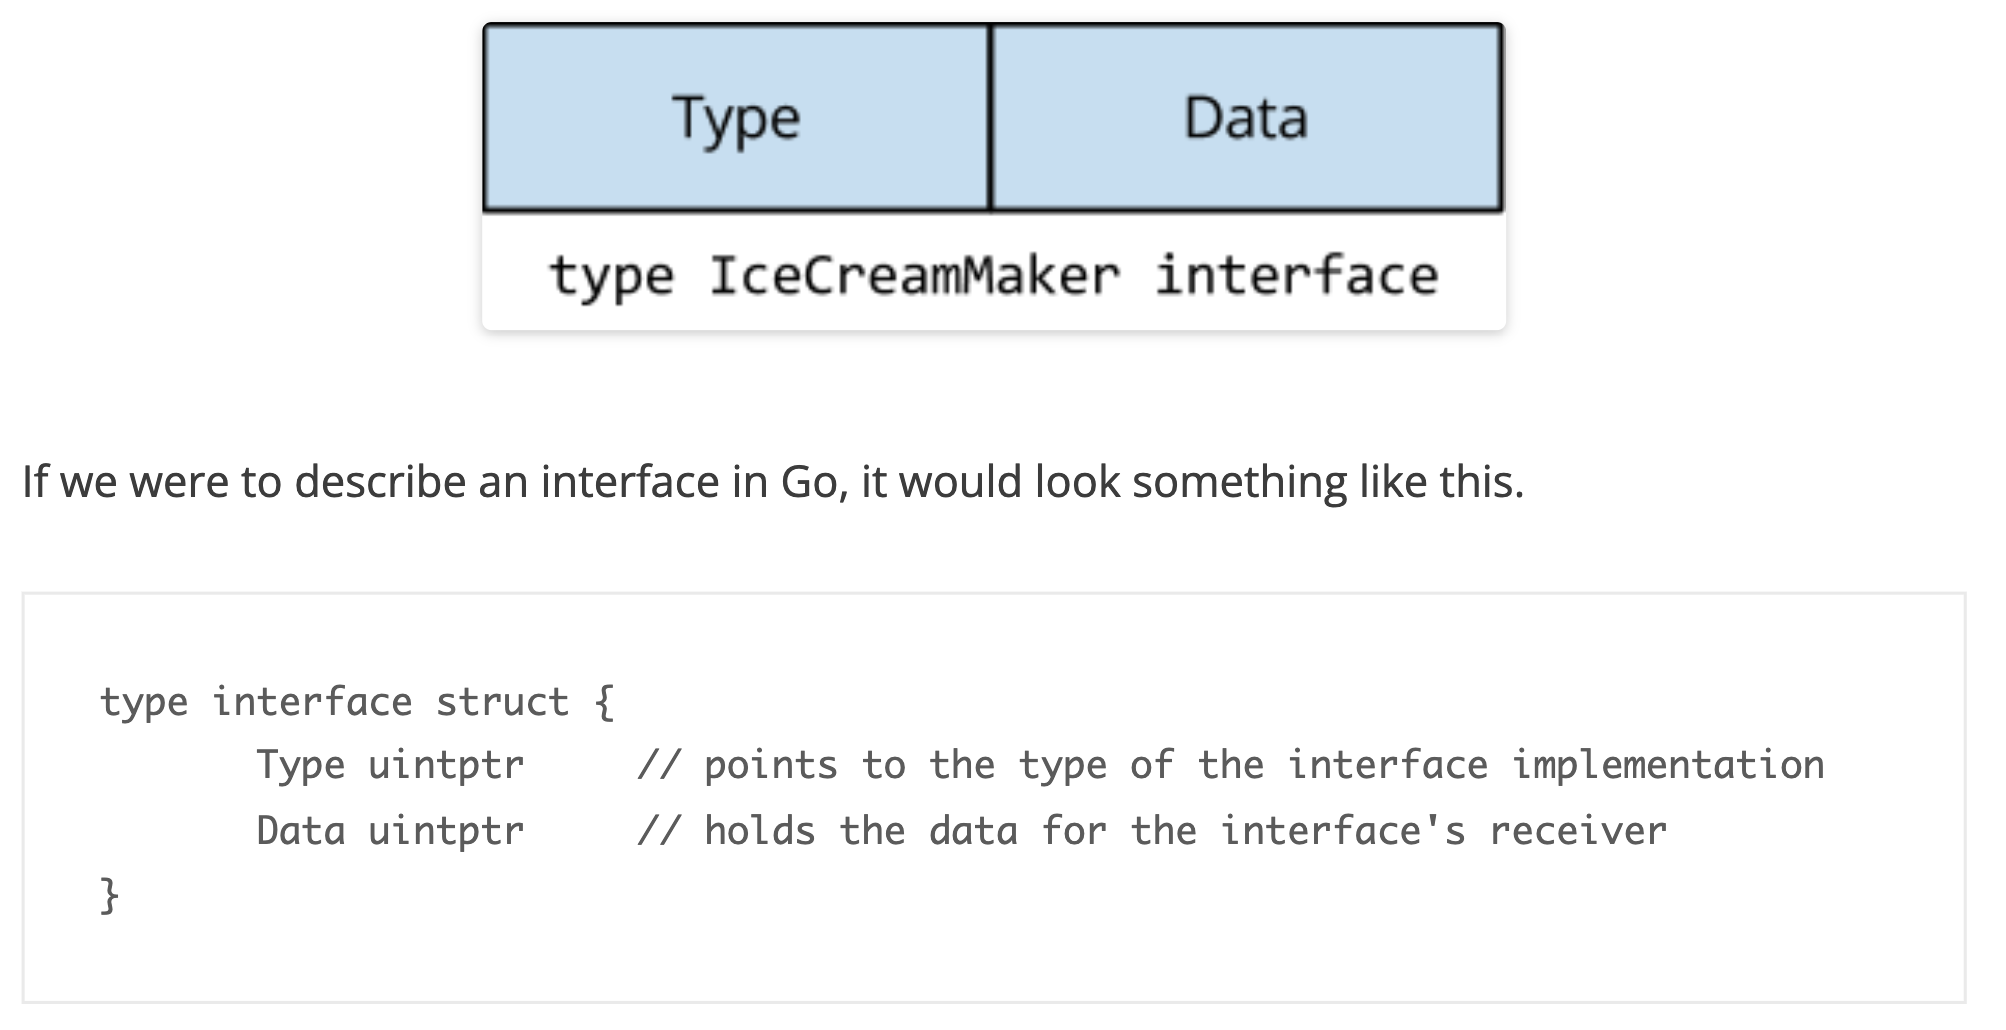 Type Data
type IceCreamMaker interface
If we were to describe an interface in Go, it would look something like this.
type interface struct {
       Type uintptr     // points to the type of the interface implementation
       Data uintptr     // holds the data for the interface's receiver
}